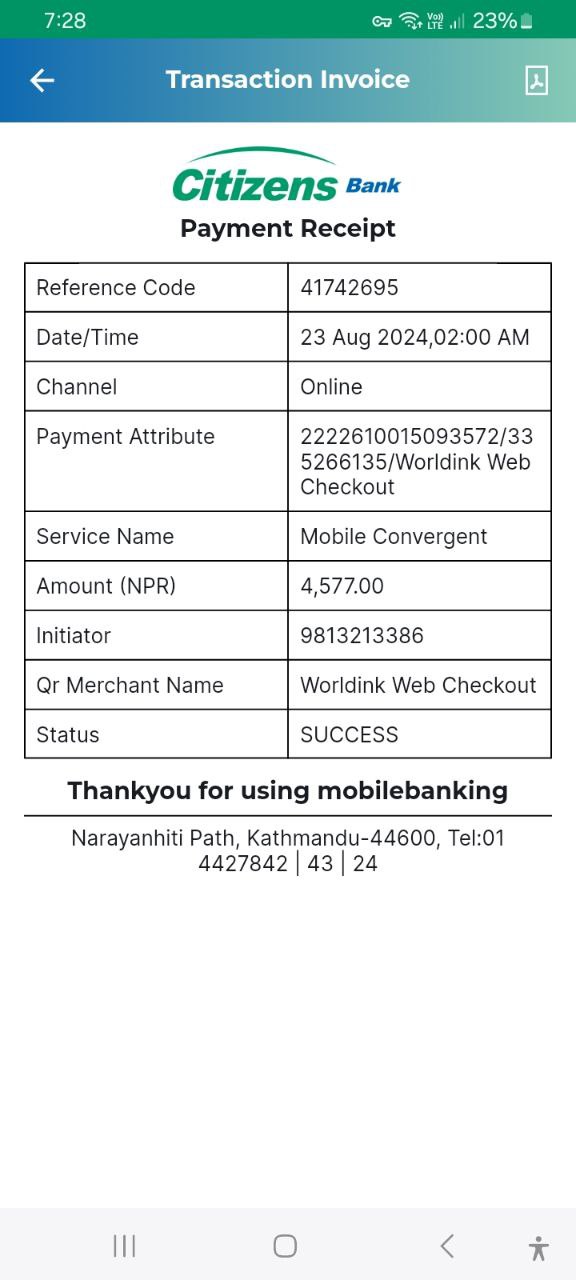 7:28 Vo)) LTE 23%
Transaction Invoice
Citizens Bank
Payment Receipt
Reference Code 41742695
Date/Time 23 Aug 2024,02:00 AM
Channel Online
Payment Attribute 2222610015093572/33
5266135/Worldink Web
Checkout
Service Name Mobile Convergent
Amount (NPR) 4,577.00
Initiator 9813213386
Qr Merchant Name Worldink Web Checkout
Status SUCCESS
Thankyou for using mobilebanking
Narayanhiti Path, Kathmandu-44600, Tel:01
4427842 | 43 | 24